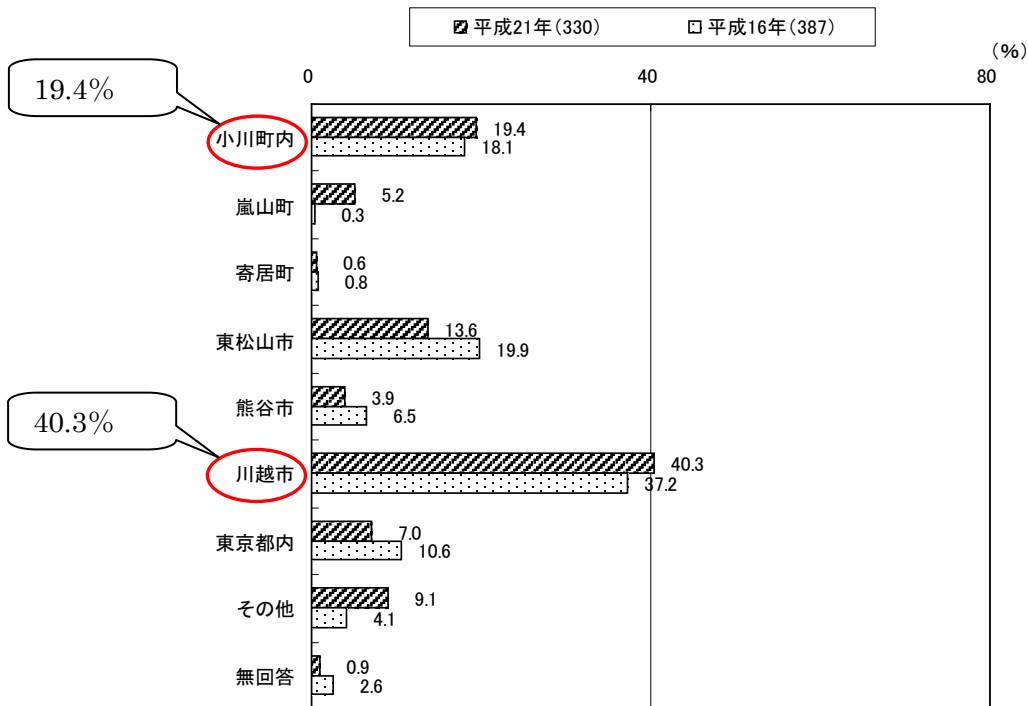 平成21年(330) 平成16年(387)
(%)
0 40 80
19.4%
小川町内 19.4
18.1
嵐山町 5.2
0.3
寄居町 0.6
0.8
東松山市 13.6
19.9
熊谷市 3.9
6.5
40.3%
川越市 40.3
37.2
東京都内 7.0
10.6
その他 9.1
4.1
無回答 0.9
2.6